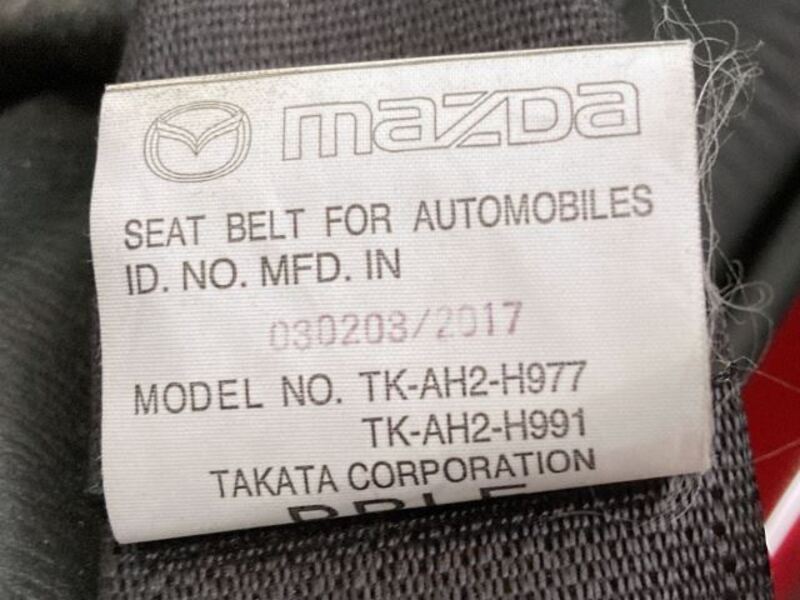 mazda
SEAT BELT FOR AUTOMOBILES
ID. NO. MFD. IN
030203/2017
MODEL NO. TK-AH2-H977
TK-AH2-H991
TAKATA CORPORATION